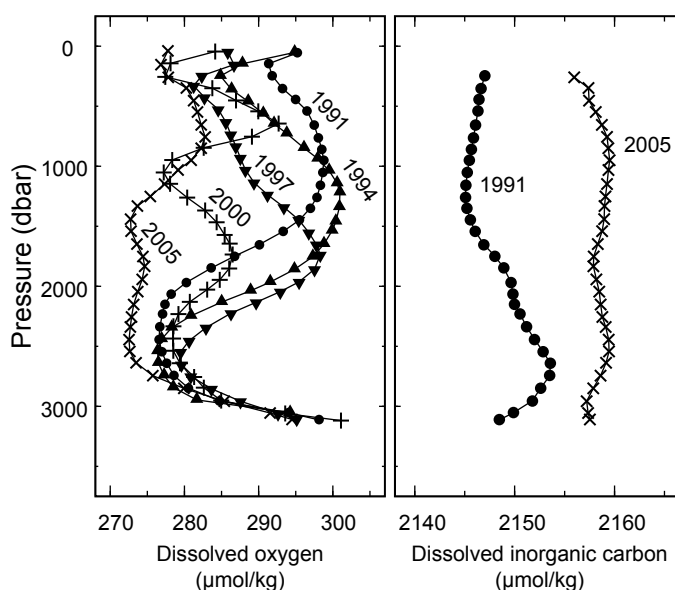 0
1000
2000
3000
Pressure (dbar)
1991
1994
1997
2000
2005
270 280 290 300
Dissolved oxygen
(μmol/kg)
2005
1991
2140 2150 2160
Dissolved inorganic carbon
(μmol/kg)